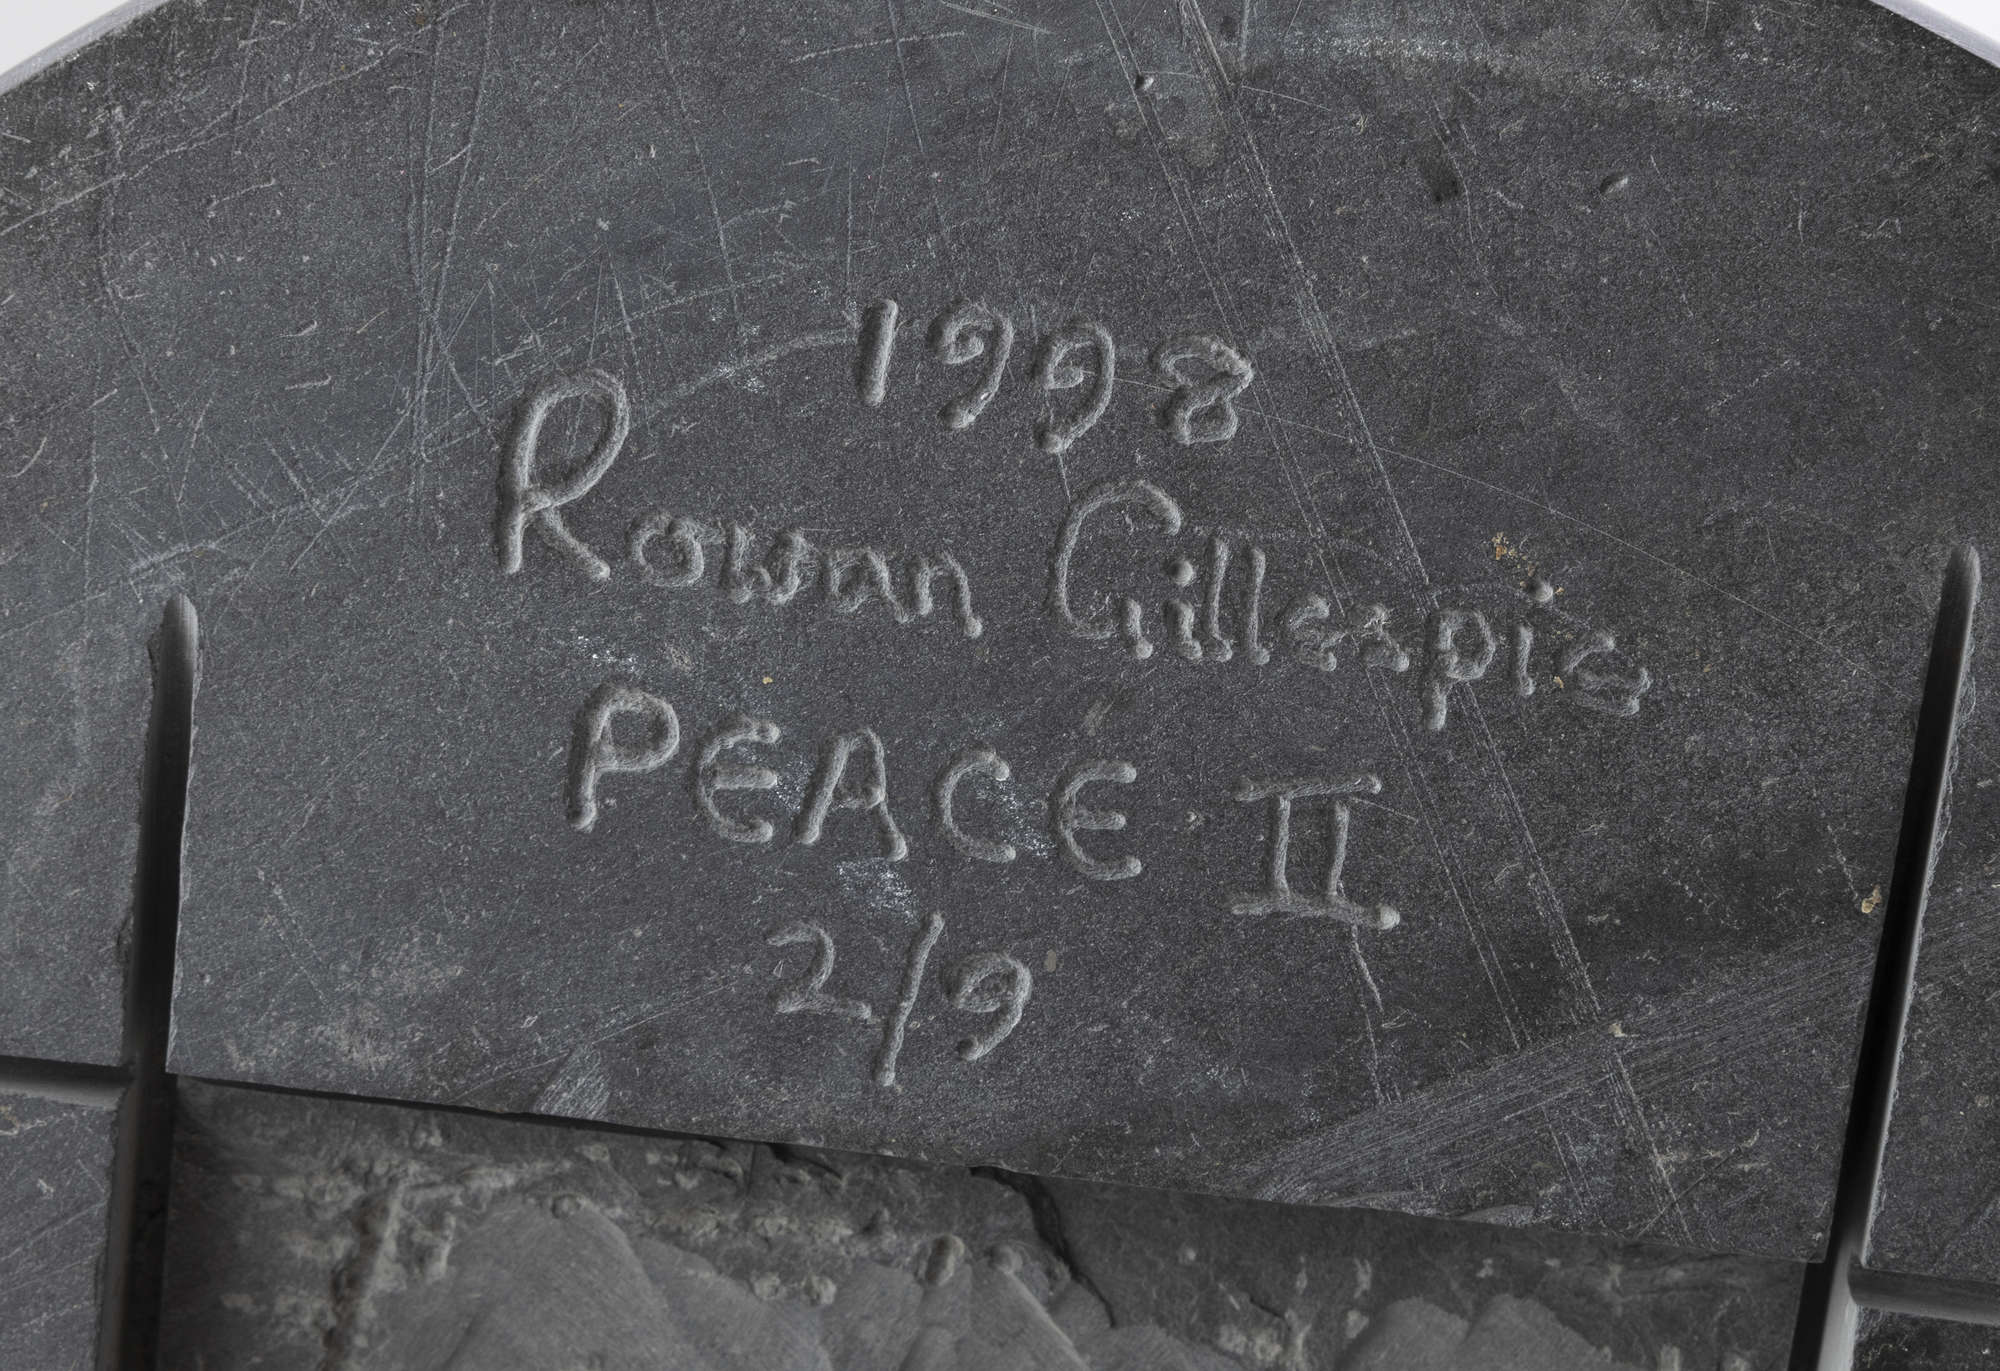 1998
Rowan Gillespie
PEACE II
2/9